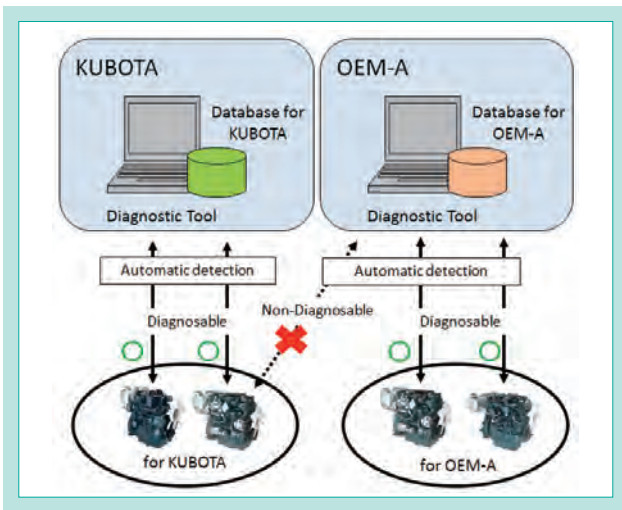 KUBOTA
OEM-A
Database for
KUBOTA
Database for
OEM-A
Diagnostic Tool
Diagnostic Tool
Automatic detection
Automatic detection
Non-Diagnosable
Diagnosable
Diagnosable
for KUBOTA
for OEM-A